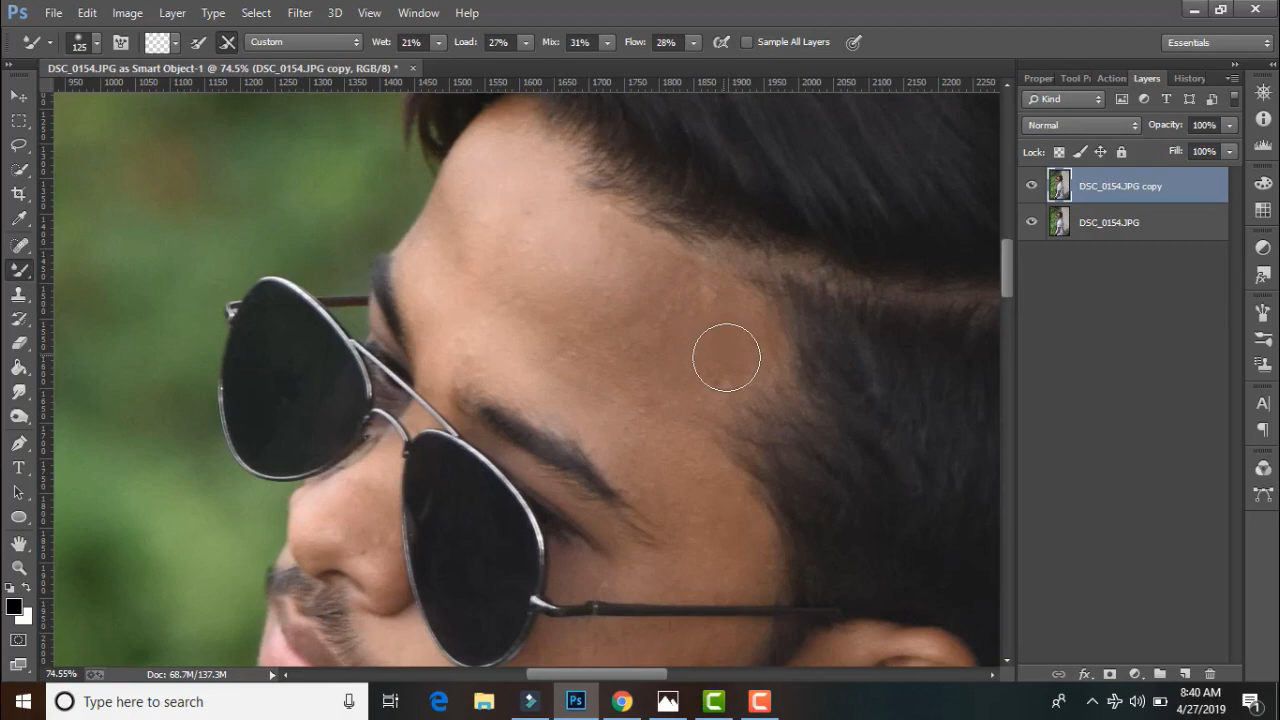 Ps File Edit Image Layer Type Select Filter 3D View Window Help
125 Custom Wet: 21% Load: 27% Mix: 31% Flow: 28% Sample All Layers Essentials
DSC_0154.JPG as Smart Object-1 @ 74.5% (DSC_0154.JPG copy, RGB/8) * ×
950 1000 1050 1100 1150 1200 1250 1300 1350 1400 1450 1500 1550 1600 1650 1700 1750 1800 1850 1900 1950 2000 2050 2100 2150 2200 2250
Proper Tool Pr Action Layers History
Kind
Normal Opacity: 100%
Lock: Fill: 100%
DSC_0154.JPG copy
DSC_0154.JPG
74.55% Doc: 68.7M/137.3M
Type here to search
8:40 AM
4/27/2019